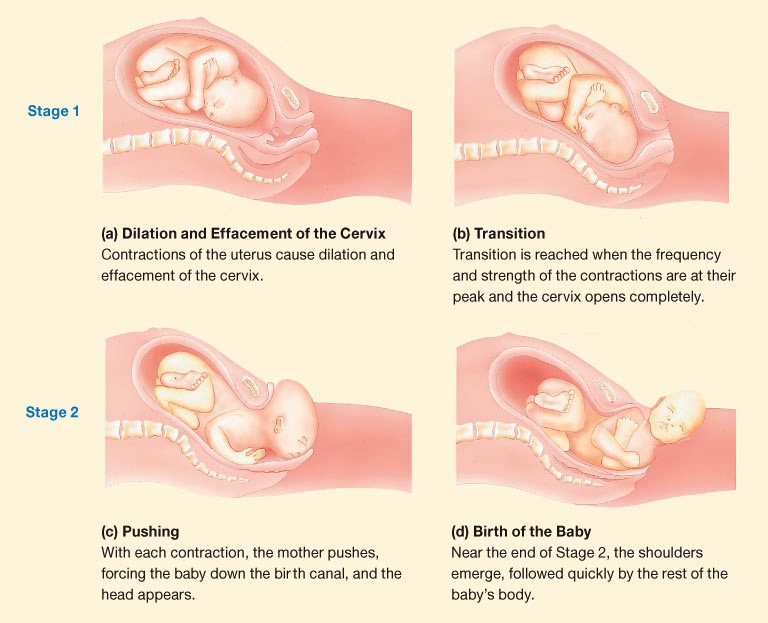 Stage 1
(a) Dilation and Effacement of the Cervix
Contractions of the uterus cause dilation and
effacement of the cervix.
(b) Transition
Transition is reached when the frequency
and strength of the contractions are at their
peak and the cervix opens completely.
Stage 2
(c) Pushing
With each contraction, the mother pushes,
forcing the baby down the birth canal, and the
head appears.
(d) Birth of the Baby
Near the end of Stage 2, the shoulders
emerge, followed quickly by the rest of the
baby’s body.